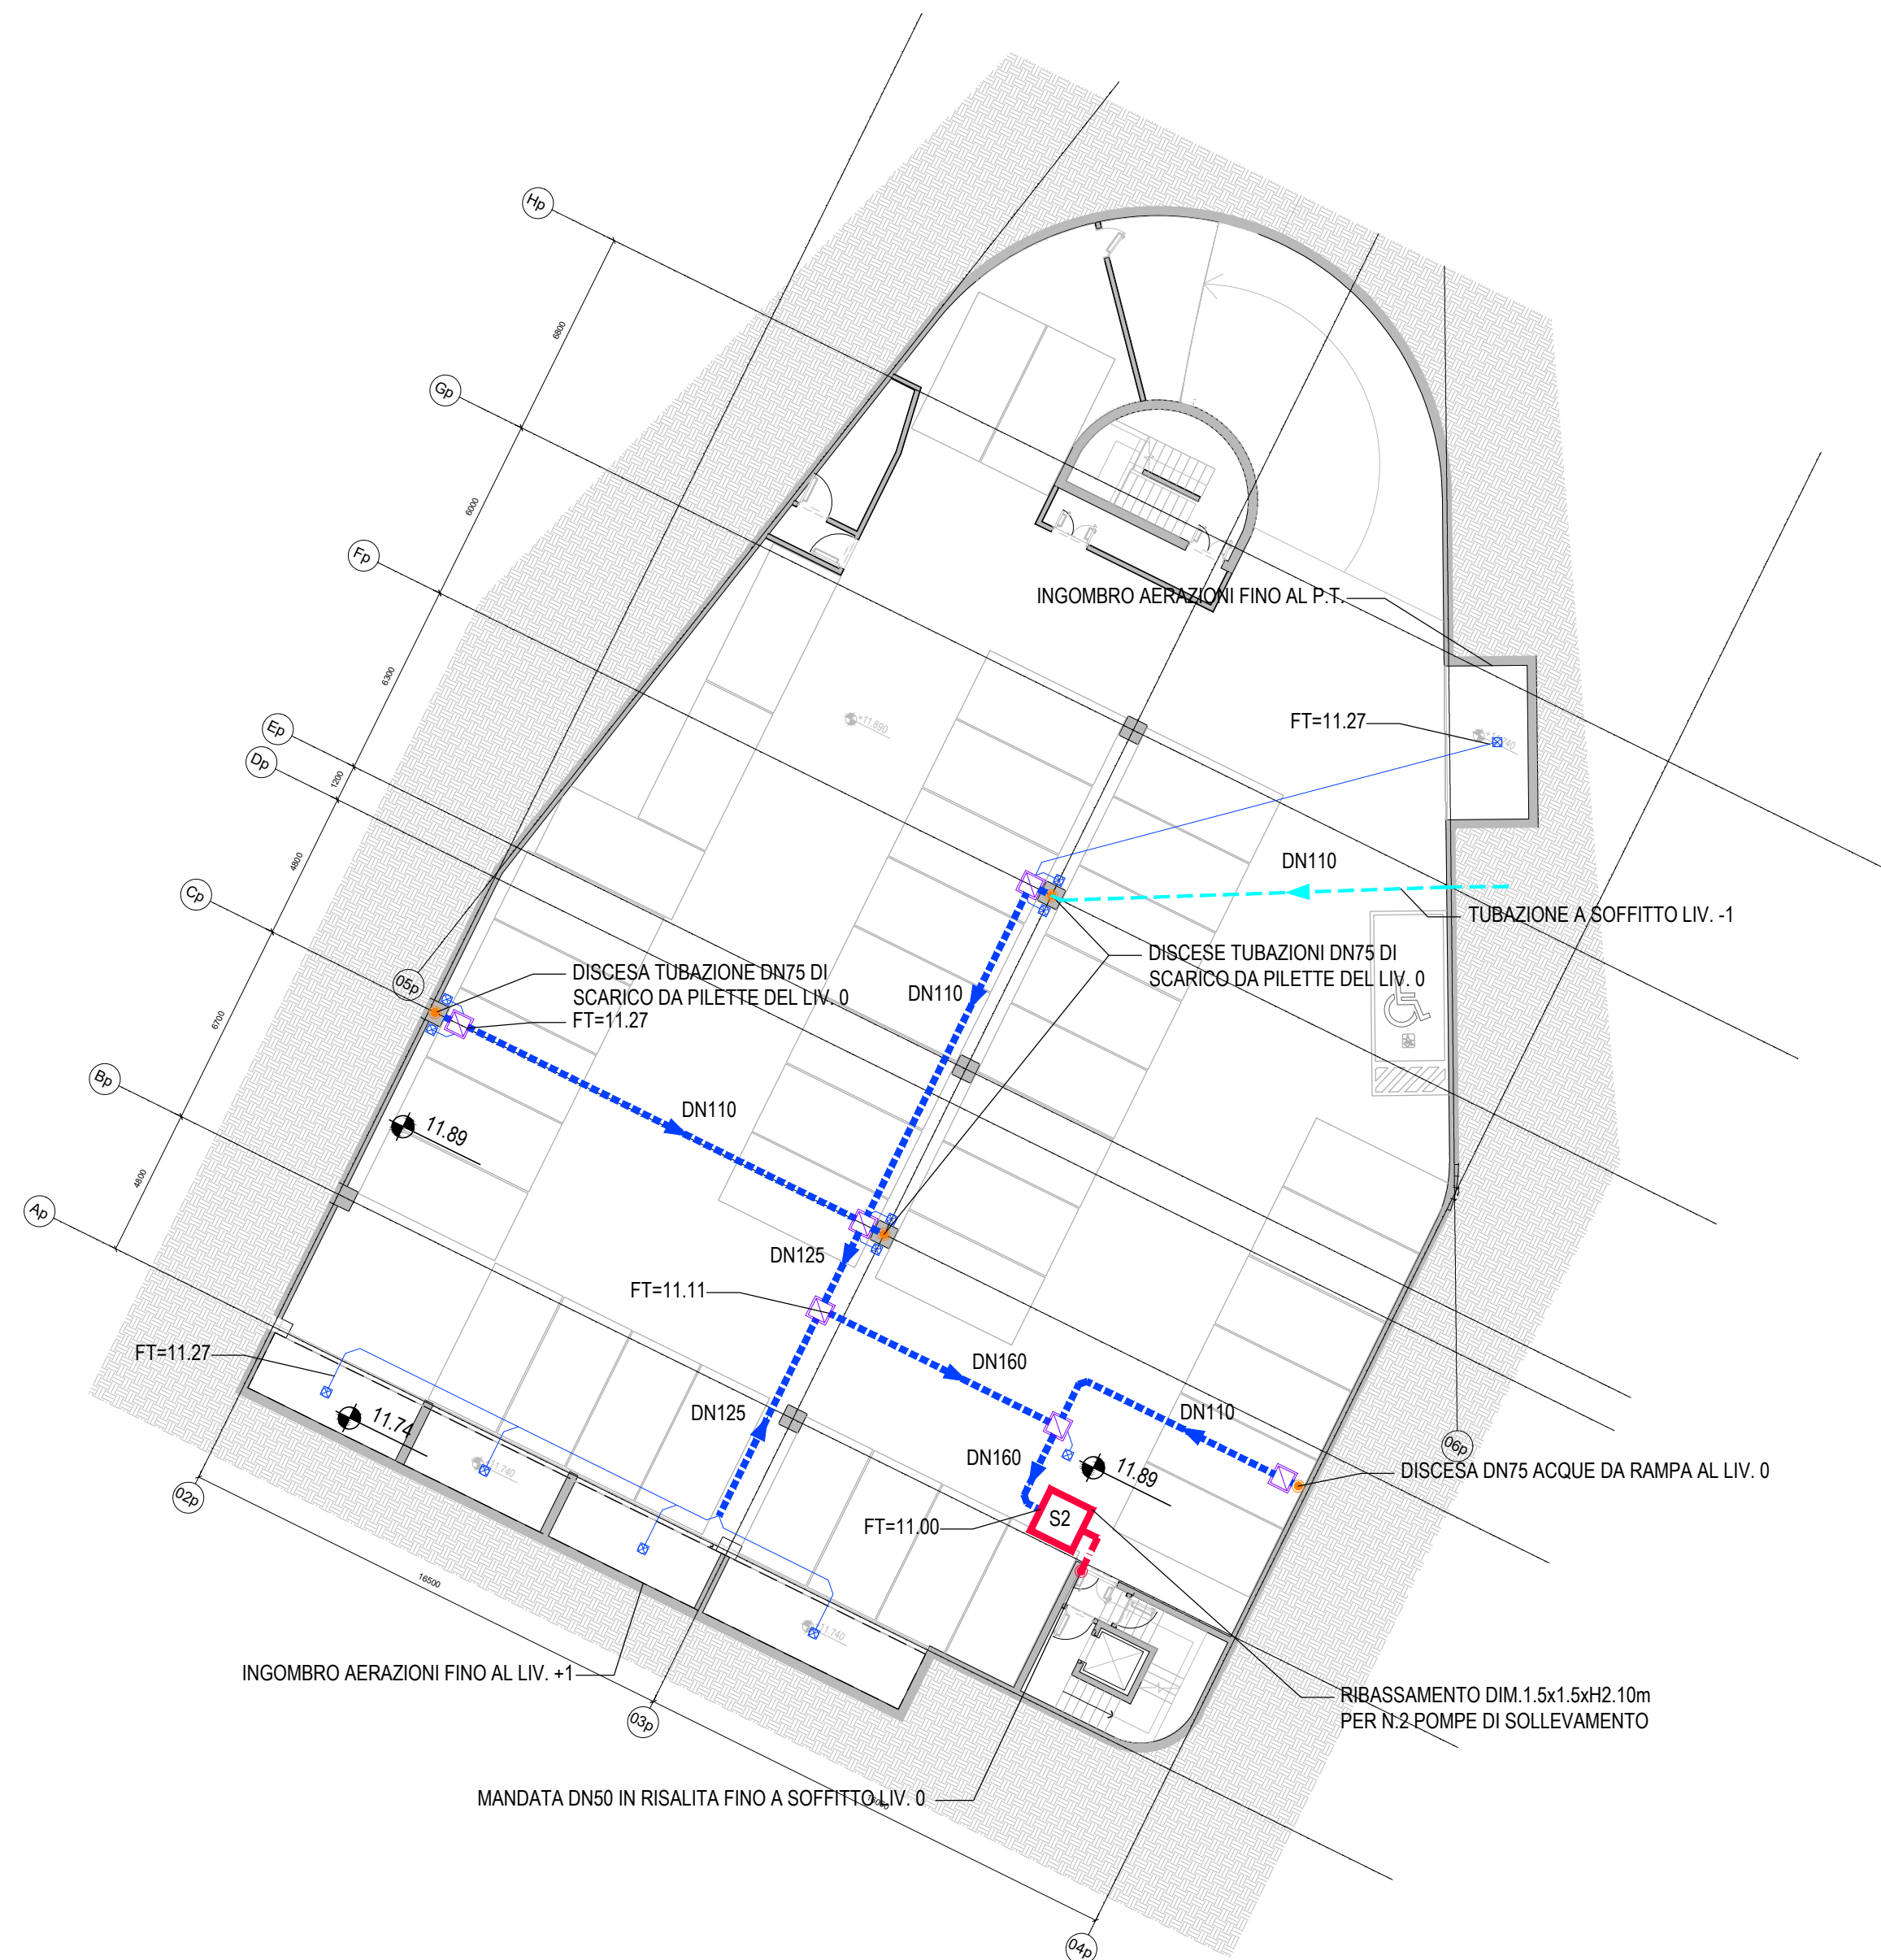 Hp
6800
Gp
6000
Fp
INGOMBRO AERAZIONI FINO AL P.T.
6300
FT=11.27
+11.890
Ep
Dp
1200
4800
DN110
Cp
TUBAZIONE A SOFFITTO LIV. -1
DISCESE TUBAZIONI DN75 DI
SCARICO DA PILETTE DEL LIV. 0
DISCESA TUBAZIONE DN75 DI
SCARICO DA PILETTE DEL LIV. 0
FT=11.27
05p
DN110
6700
Bp
DN110
11.89
4800
Ap
DN125
FT=11.11
FT=11.27
DN160
11.74
DN125
DN110
06p
DN160
11.89
DISCESA DN75 ACQUE DA RAMPA AL LIV. 0
02p
FT=11.00
S2
16500
+11.740
INGOMBRO AERAZIONI FINO AL LIV. +1
RIBASSAMENTO DIM.1.5x1.5xH2.10m
PER N.2 POMPE DI SOLLEVAMENTO
03p
MANDATA DN50 IN RISALITA FINO A SOFFITTO LIV. 0
04p